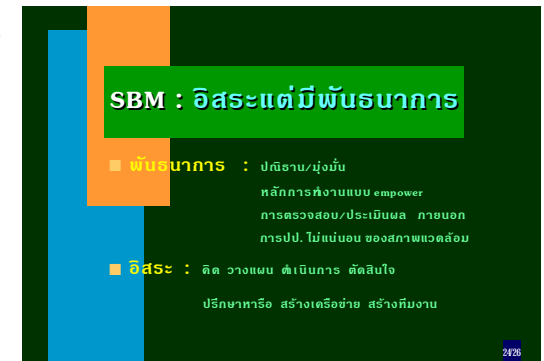 SBM : อิสระแต่มีพันธนาการ
พันธนาการ : ปณิธาน/มุ่งมั่น
หลักการทำงานแบบ empower
การตรวจสอบ/ประเมินผล ภายนอก
การปป. ไม่แน่นอน ของสภาพแวดล้อม
อิสระ : คิด วางแผน ดำเนินการ ตัดสินใจ
ปรึกษาหารือ สร้างเครือข่าย สร้างทีมงาน
24/26